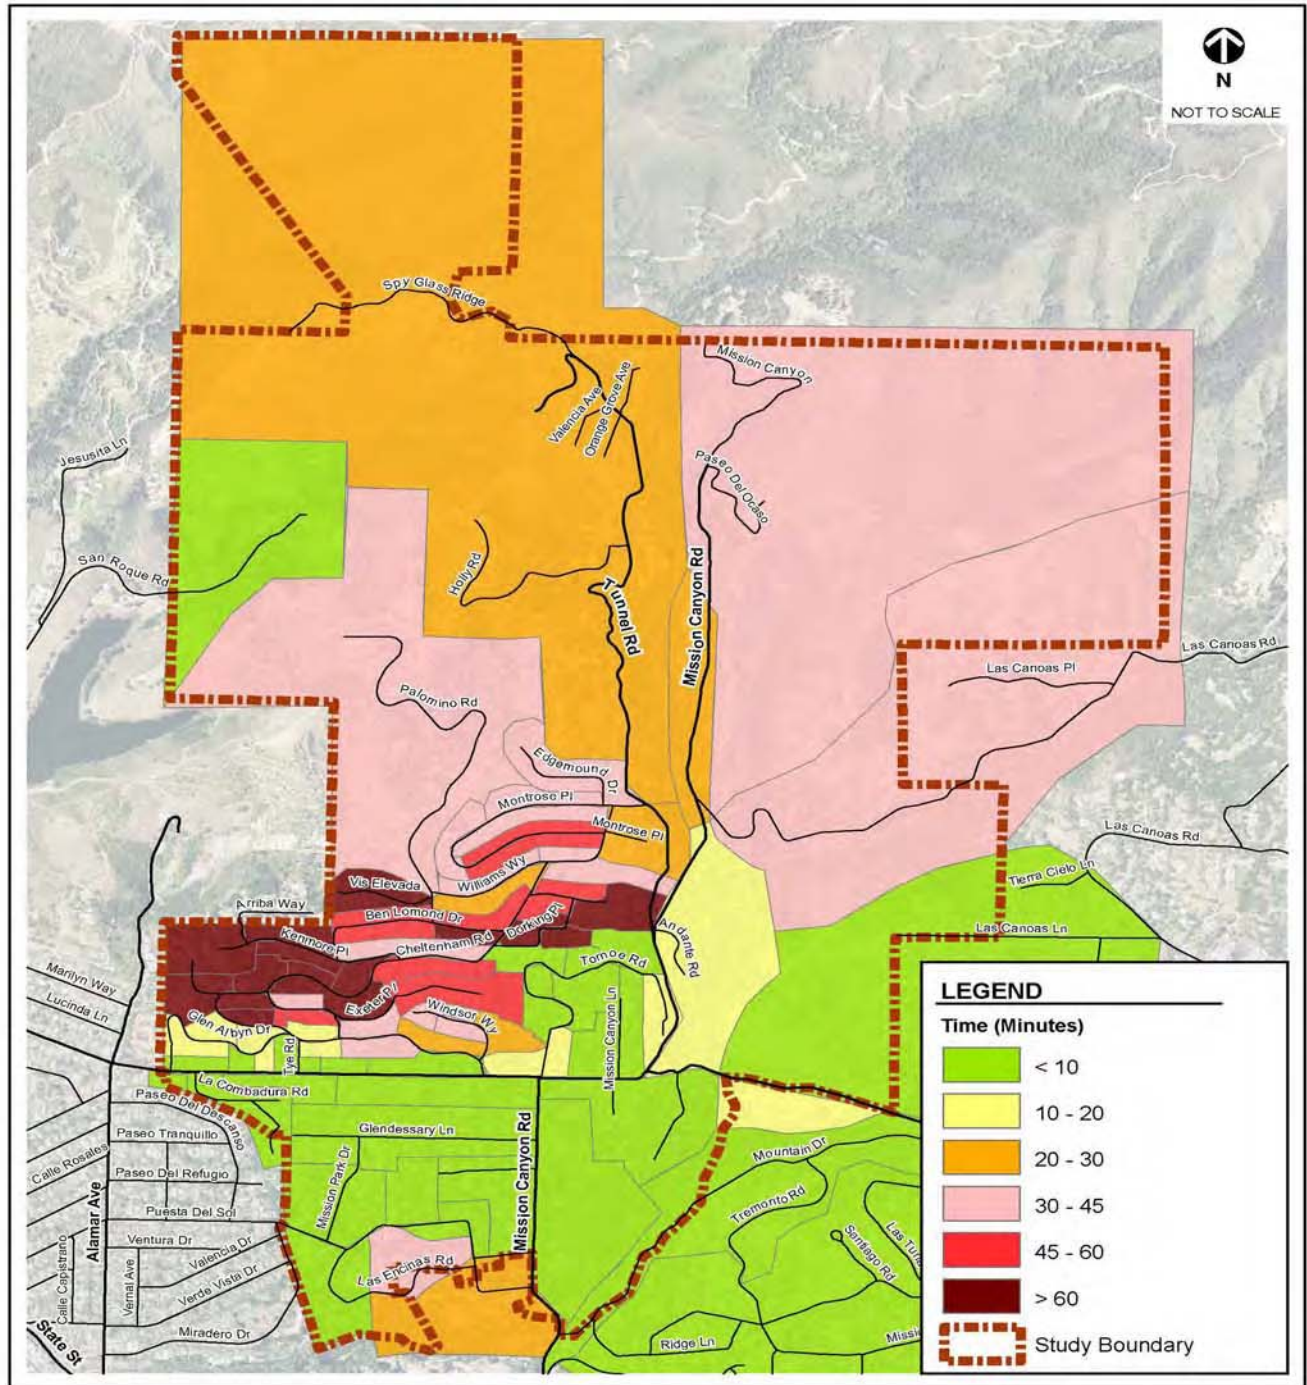 N
NOT TO SCALE
Spy Glass Ridge
Mission Canyon
Valencia Ave
Orange Grove Ave
Jesusita Ln
Paseo Del Ocaso
San Roque Rd
Holly Rd
Tunnel Rd
Mission Canyon Rd
Las Canoas Rd
Las Canoas Pl
Palomino Rd
Edgemound Dr
Montrose Pl
Montrose Pl
Las Canoas Rd
Williams Wy
Tierra Cielo Ln
Vis Elevada
Arriba Way
Ben Lomond Dr
Dorking Pl
Andante Rd
Las Canoas Ln
Kenmore Pl
Cheltenham Rd
Tomoe Rd
Marilyn Way
Lucinda Ln
Exeter Pl
Windsor Wy
Mission Canyon Ln
Glen Albyn Dr
Tye Rd
La Combadura Rd
Paseo Del Descanso
Glendessary Ln
Mission Canyon Rd
Paseo Tranquillo
Calle Rosales
Mountain Dr
Paseo Del Refugio
Mission Park Dr
Tremonto Rd
Puesta Del Sol
Alamar Ave
Ventura Dr
Valencia Dr
Santiago Rd
Las Tuna
Calle Capistrano
Vernal Ave
Verde Vista Dr
Las Encinas Rd
State St
Miradero Dr
Ridge Ln
Missi
LEGEND
Time (Minutes)
< 10
10 - 20
20 - 30
30 - 45
45 - 60
> 60
Study Boundary